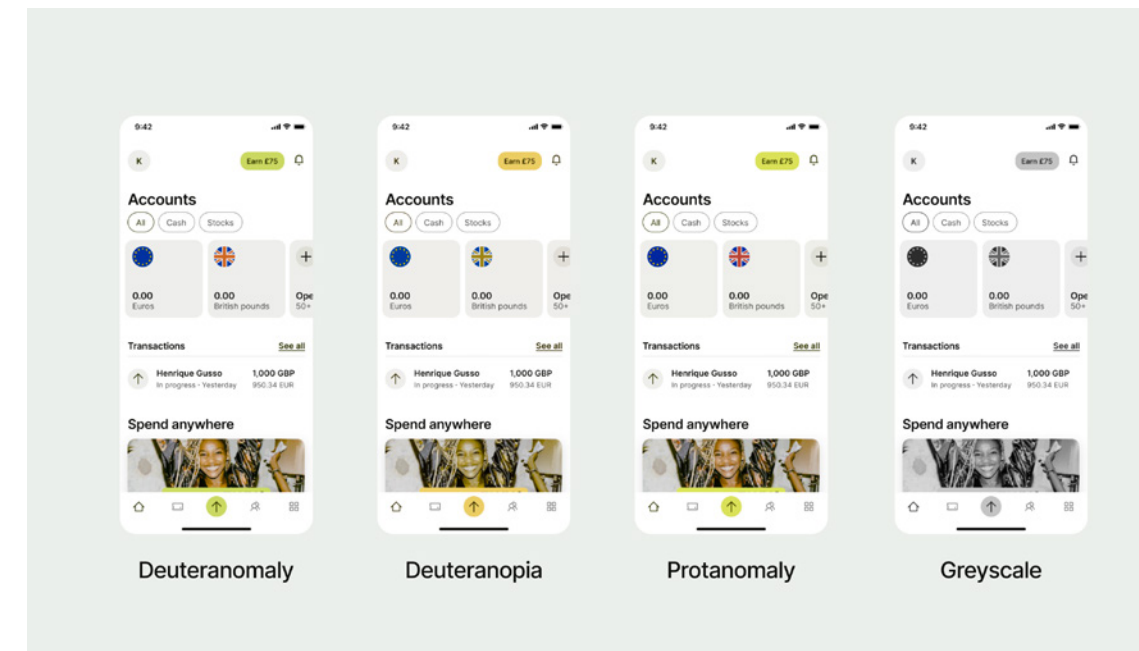 9:42
K
Earn £75
Accounts
All Cash Stocks
0.00 0.00 Ope
Euros British pounds 50+
Transactions See all
Henrique Gusso 1,000 GBP
In progress - Yesterday 950.34 EUR
Spend anywhere
Deuteranomaly
9:42
K
Earn £75
Accounts
All Cash Stocks
0.00 0.00 Ope
Euros British pounds 50+
Transactions See all
Henrique Gusso 1,000 GBP
In progress - Yesterday 950.34 EUR
Spend anywhere
Deuteranopia
9:42
K
Earn £75
Accounts
All Cash Stocks
0.00 0.00 Ope
Euros British pounds 50+
Transactions See all
Henrique Gusso 1,000 GBP
In progress - Yesterday 950.34 EUR
Spend anywhere
Protanomaly
9:42
K
Earn £75
Accounts
All Cash Stocks
0.00 0.00 Ope
Euros British pounds 50+
Transactions See all
Henrique Gusso 1,000 GBP
In progress - Yesterday 950.34 EUR
Spend anywhere
Greyscale